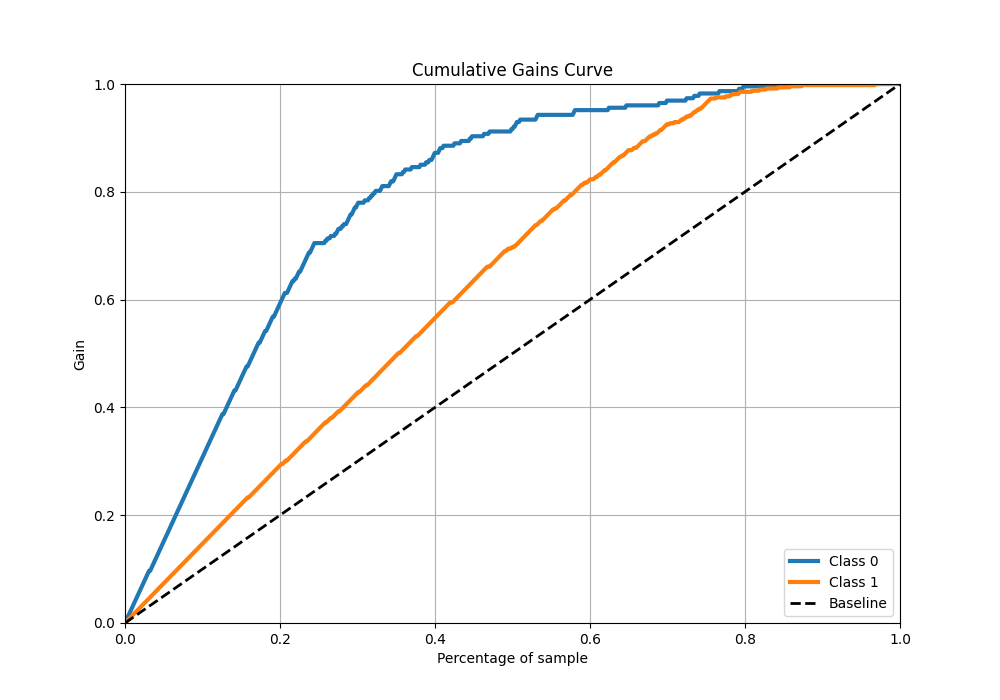 Cumulative Gains Curve
1.0
0.8
0.6
0.4
0.2
0.0
Gain
0.0 0.2 0.4 0.6 0.8 1.0
Percentage of sample
Class 0
Class 1
Baseline